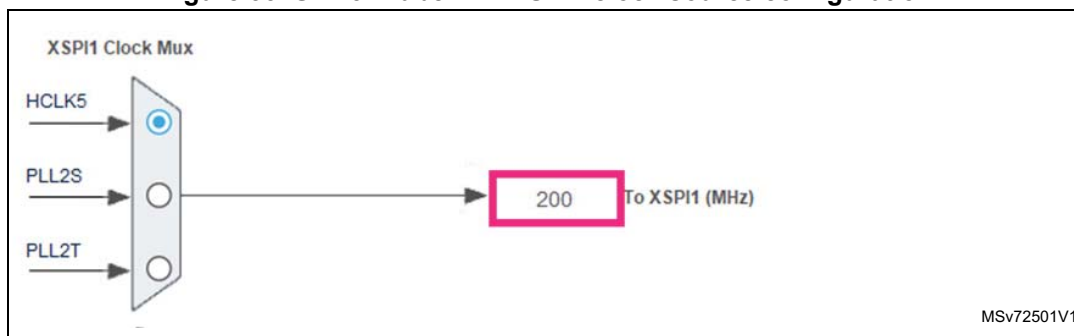 XSPI1 Clock Mux
HCLK5
PLL2S
200
To XSPI1 (MHz)
PLL2T
MSv72501V1